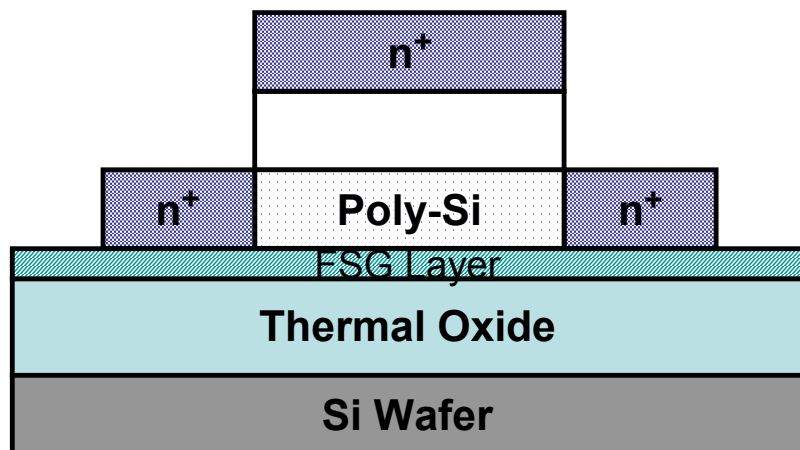 n⁺
n⁺ Poly-Si n⁺
FSG Layer
Thermal Oxide
Si Wafer